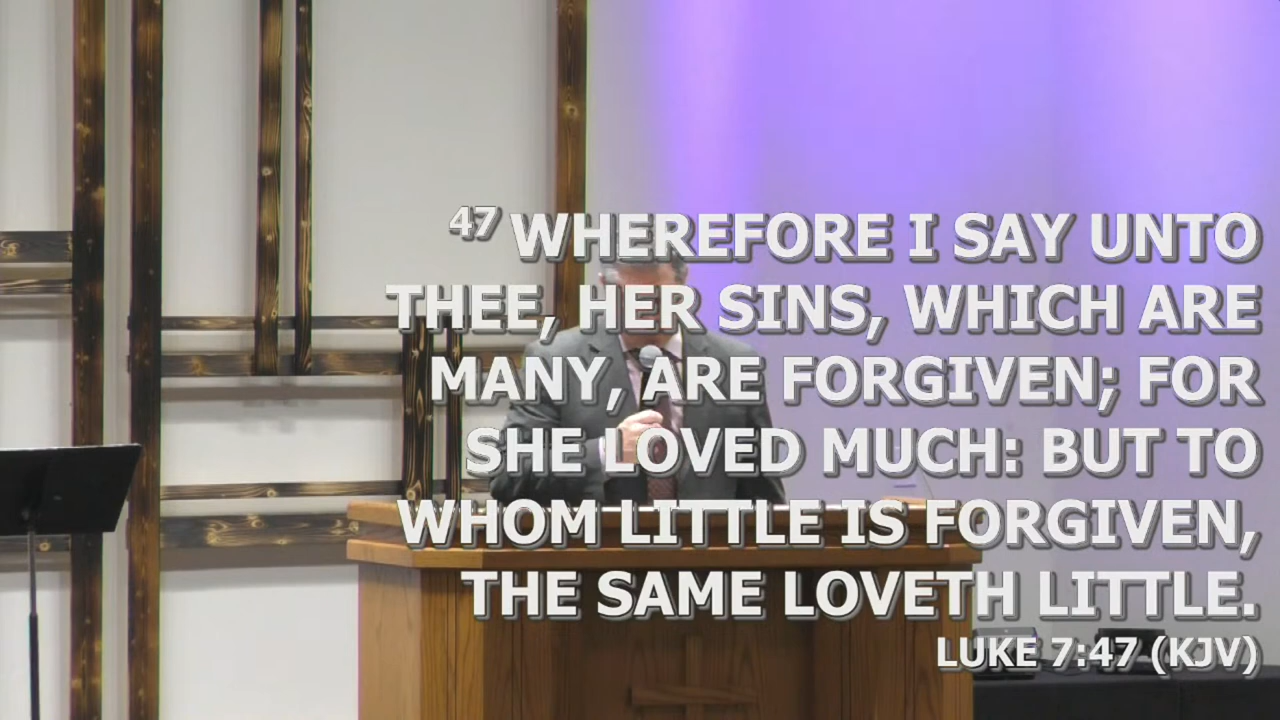 47 WHEREFORE I SAY UNTO
THEE, HER SINS, WHICH ARE
MANY, ARE FORGIVEN; FOR
SHE LOVED MUCH: BUT TO
WHOM LITTLE IS FORGIVEN,
THE SAME LOVETH LITTLE.
LUKE 7:47 (KJV)